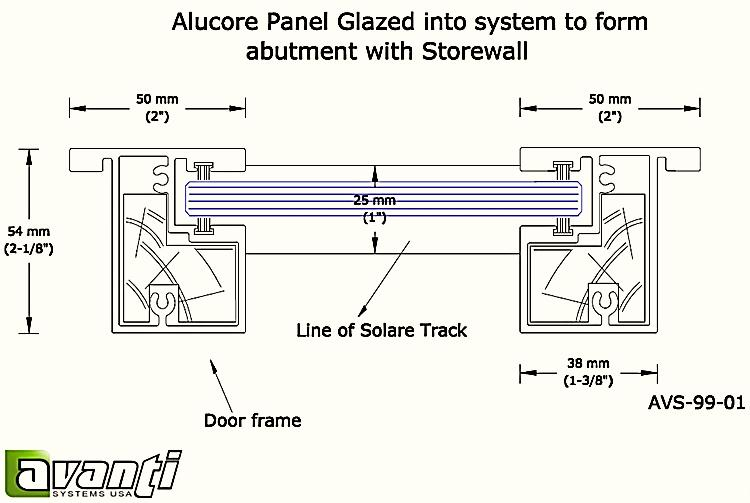 Alucore Panel Glazed into system to form
abutment with Storewall
50 mm
(2")
50 mm
(2")
54 mm
(2-1/8")
25 mm
(1")
Line of Solare Track
38 mm
(1-3/8")
AVS-99-01
Door frame
avanti
SYSTEMS USA